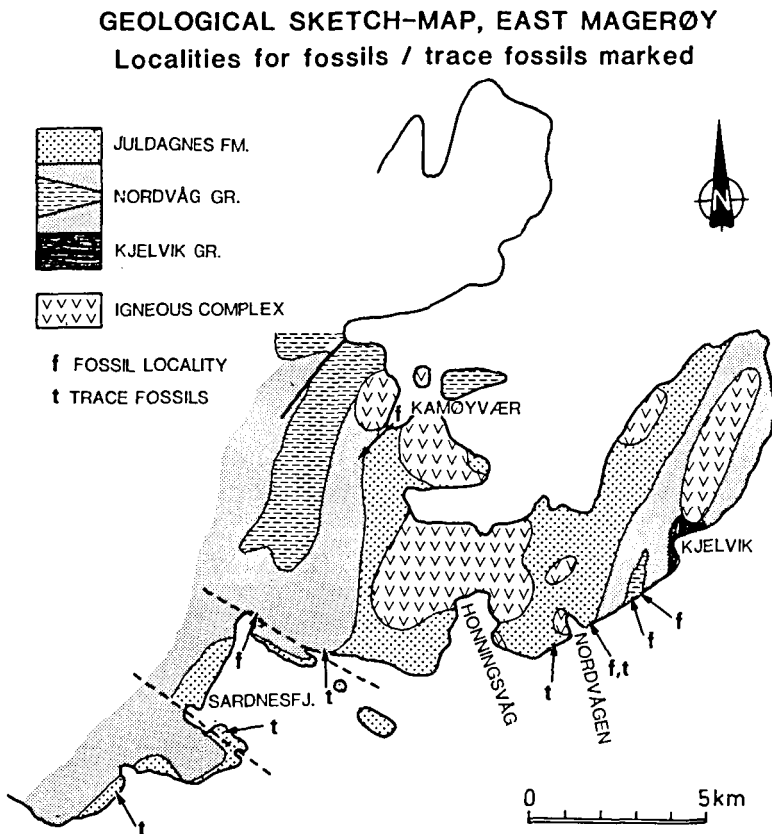 GEOLOGICAL SKETCH-MAP, EAST MAGERØY
Localities for fossils / trace fossils marked
JULDAGNES FM.
NORDVÅG GR.
KJELVIK GR.
IGNEOUS COMPLEX
f FOSSIL LOCALITY
t TRACE FOSSILS
N
f
KAMØYVÆR
KJELVIK
HONNINGSVÅG
NORDVÅGEN
f
f
f,t
t
f
t
SARDNESFJ.
t
t
0 5km